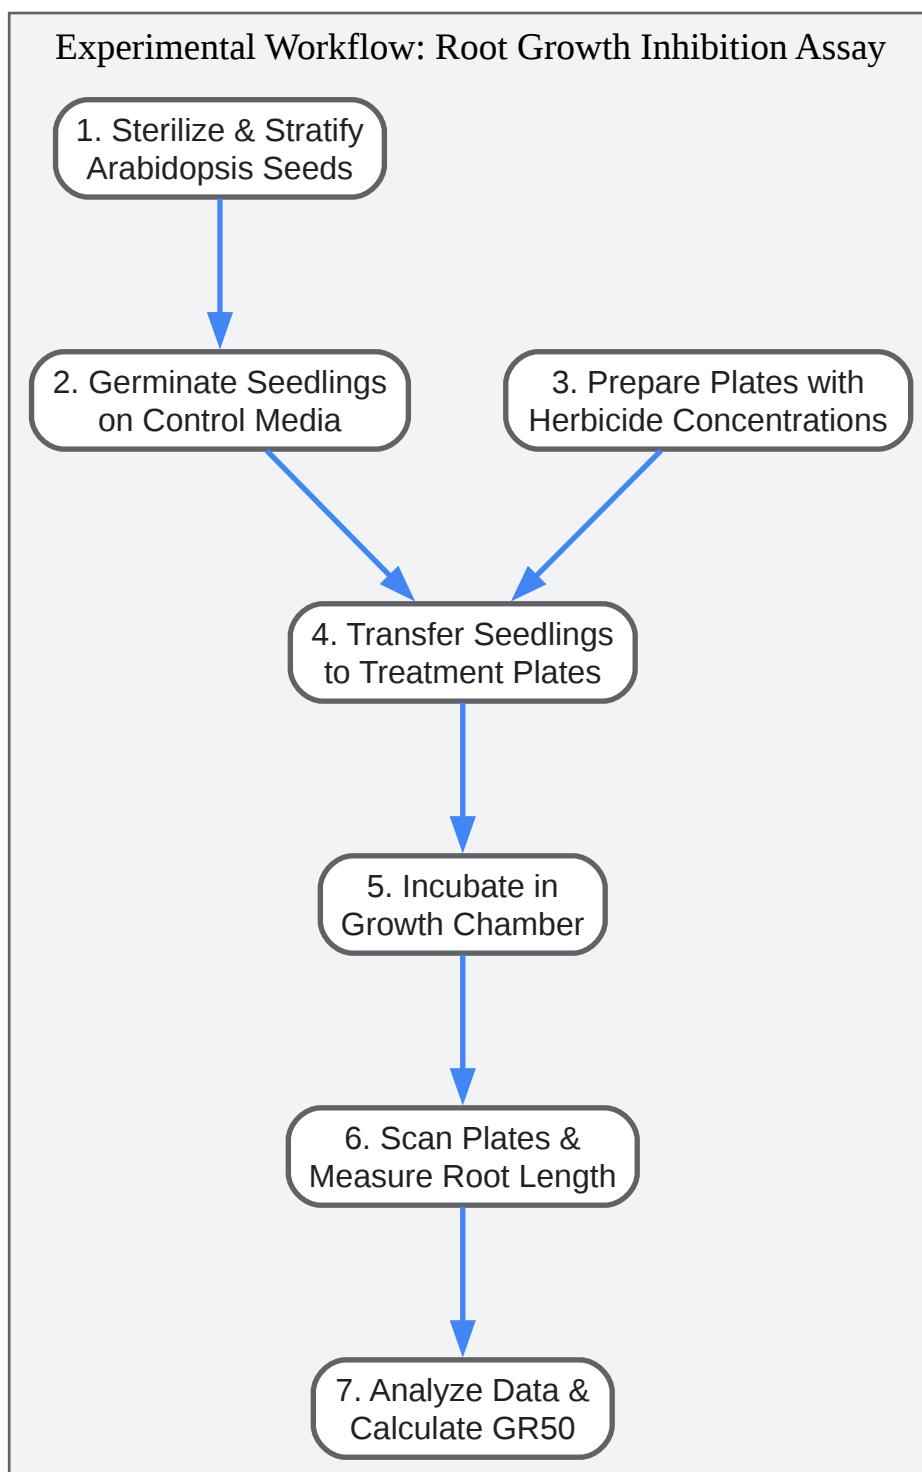 Experimental Workflow: Root Growth Inhibition Assay
1. Sterilize & Stratify
Arabidopsis Seeds
2. Germinate Seedlings
on Control Media
3. Prepare Plates with
Herbicide Concentrations
4. Transfer Seedlings
to Treatment Plates
5. Incubate in
Growth Chamber
6. Scan Plates &
Measure Root Length
7. Analyze Data &
Calculate GR50